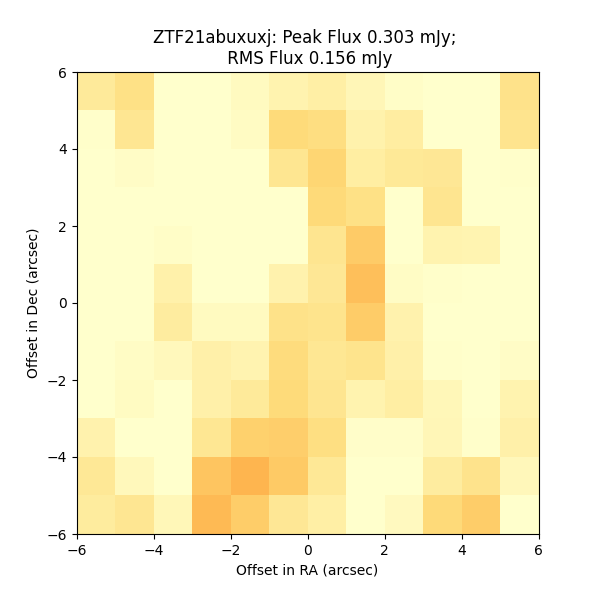 ZTF21abuxuxj: Peak Flux 0.303 mJy;
RMS Flux 0.156 mJy
6
4
2
0
−2
−4
−6
Offset in Dec (arcsec)
−6 −4 −2 0 2 4 6
Offset in RA (arcsec)